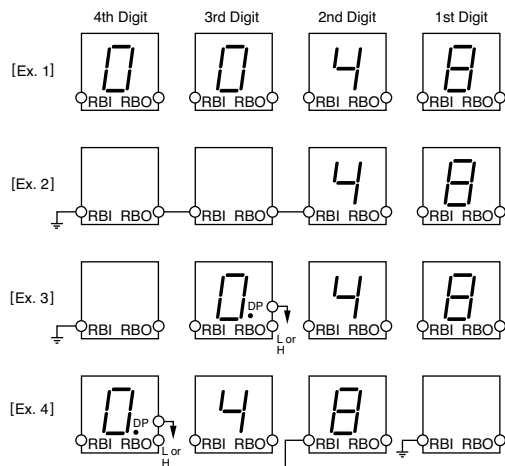 4th Digit 3rd Digit 2nd Digit 1st Digit
[Ex. 1] 0 0 4 8
RBI RBO RBI RBO RBI RBO RBI RBO
[Ex. 2] 4 8
RBI RBO RBI RBO RBI RBO RBI RBO
[Ex. 3] 0. DP 4 8
RBI RBO RBI RBO L or H RBI RBO RBI RBO
[Ex. 4] 0. DP 4 8
RBI RBO L or H RBI RBO RBI RBO RBI RBO